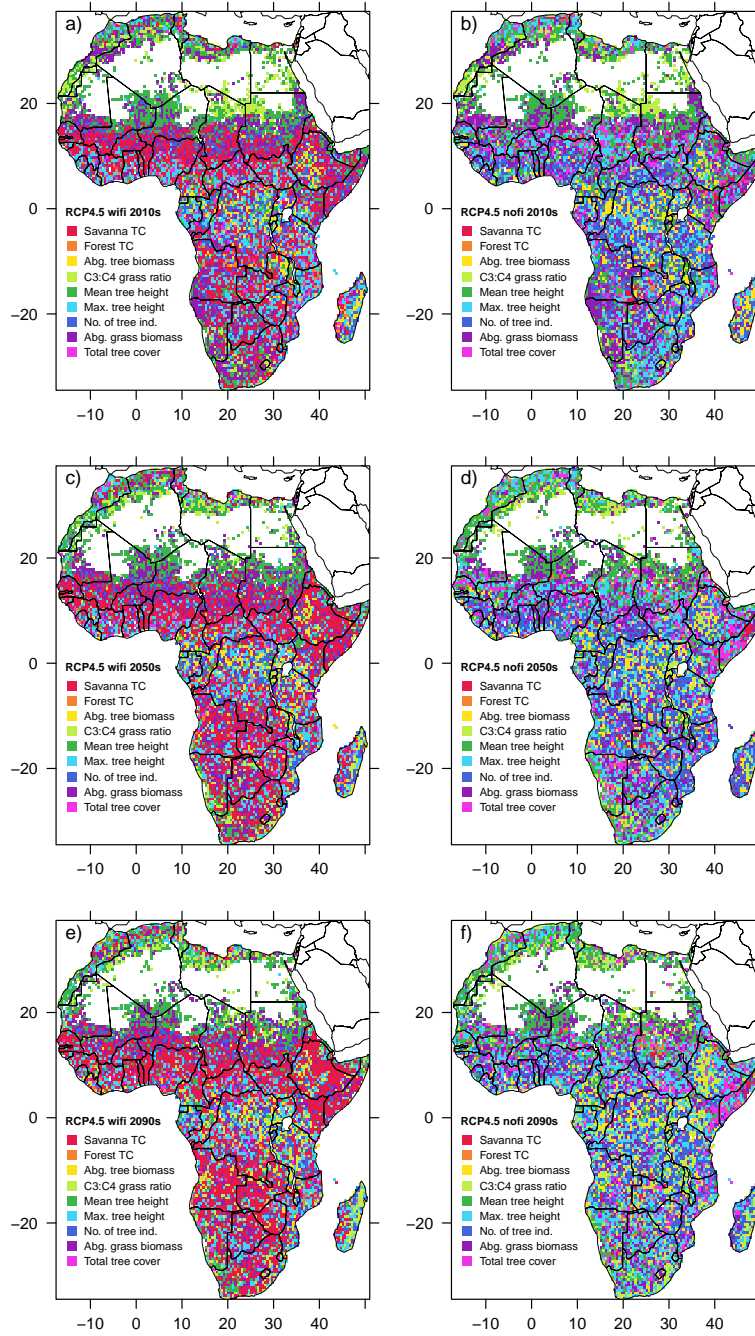 a)
b)
20
0
−20
20
0
−20
RCP4.5 wifi 2010s
Savanna TC
Forest TC
Abg. tree biomass
C3:C4 grass ratio
Mean tree height
Max. tree height
No. of tree ind.
Abg. grass biomass
Total tree cover
RCP4.5 nofi 2010s
Savanna TC
Forest TC
Abg. tree biomass
C3:C4 grass ratio
Mean tree height
Max. tree height
No. of tree ind.
Abg. grass biomass
Total tree cover
−10 0 10 20 30 40
−10 0 10 20 30 40
c)
d)
20
0
−20
20
0
−20
RCP4.5 wifi 2050s
Savanna TC
Forest TC
Abg. tree biomass
C3:C4 grass ratio
Mean tree height
Max. tree height
No. of tree ind.
Abg. grass biomass
Total tree cover
RCP4.5 nofi 2050s
Savanna TC
Forest TC
Abg. tree biomass
C3:C4 grass ratio
Mean tree height
Max. tree height
No. of tree ind.
Abg. grass biomass
Total tree cover
−10 0 10 20 30 40
−10 0 10 20 30 40
e)
f)
20
0
−20
20
0
−20
RCP4.5 wifi 2090s
Savanna TC
Forest TC
Abg. tree biomass
C3:C4 grass ratio
Mean tree height
Max. tree height
No. of tree ind.
Abg. grass biomass
Total tree cover
RCP4.5 nofi 2090s
Savanna TC
Forest TC
Abg. tree biomass
C3:C4 grass ratio
Mean tree height
Max. tree height
No. of tree ind.
Abg. grass biomass
Total tree cover
−10 0 10 20 30 40
−10 0 10 20 30 40